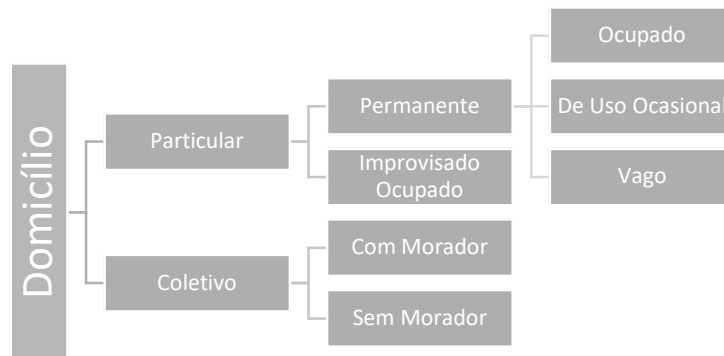 Domicílio
Particular
Permanente
Ocupado
De Uso Ocasional
Vago
Improvisado
Ocupado
Coletivo
Com Morador
Sem Morador